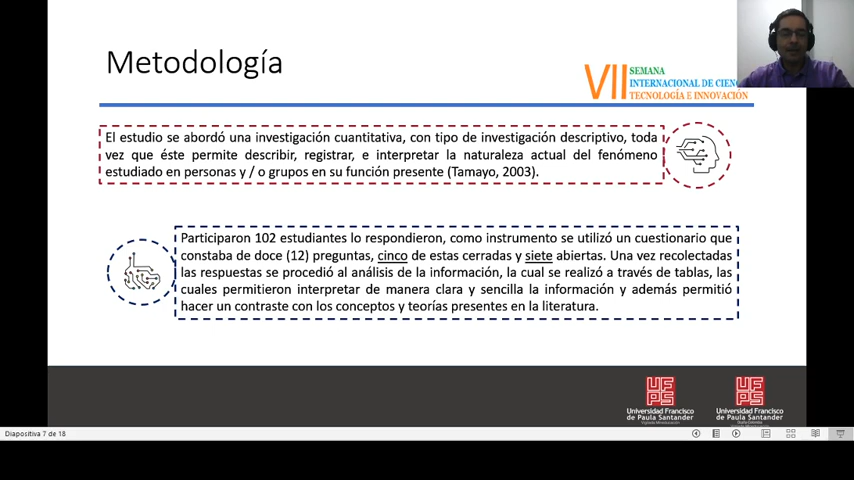 Metodología
VII SEMANA
INTERNACIONAL DE CIENC
TECNOLOGÍA E INNOVACIÓN
El estudio se abordó una investigación cuantitativa, con tipo de investigación descriptivo, toda
vez que éste permite describir, registrar, e interpretar la naturaleza actual del fenómeno
estudiado en personas y / o grupos en su función presente (Tamayo, 2003).
Participaron 102 estudiantes lo respondieron, como instrumento se utilizó un cuestionario que
constaba de doce (12) preguntas, cinco de estas cerradas y siete abiertas. Una vez recolectadas
las respuestas se procedió al análisis de la información, la cual se realizó a través de tablas, las
cuales permitieron interpretar de manera clara y sencilla la información y además permitió
hacer un contraste con los conceptos y teorías presentes en la literatura.
UFPS
Universidad Francisco
de Paula Santander
Vigilada Mineducación
UFPS
Universidad Francisco
de Paula Santander
Diapositiva 7 de 18